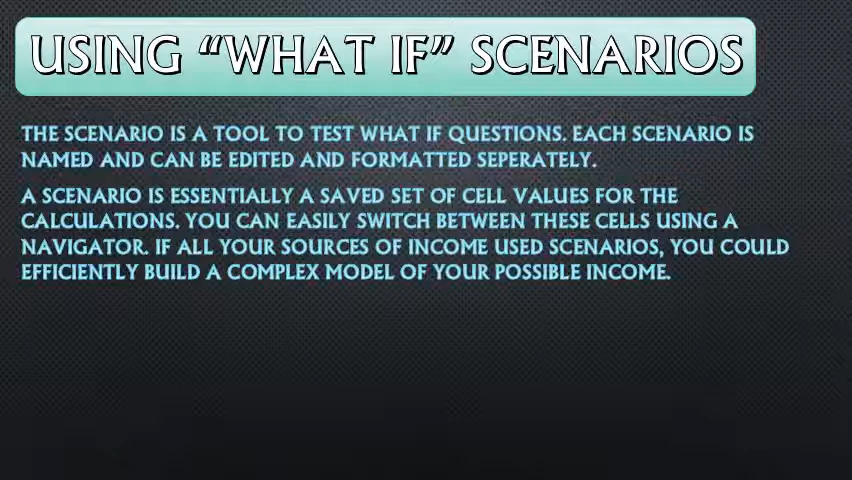 USING “WHAT IF” SCENARIOS
THE SCENARIO IS A TOOL TO TEST WHAT IF QUESTIONS. EACH SCENARIO IS
NAMED AND CAN BE EDITED AND FORMATTED SEPERATELY.
A SCENARIO IS ESSENTIALLY A SAVED SET OF CELL VALUES FOR THE
CALCULATIONS. YOU CAN EASILY SWITCH BETWEEN THESE CELLS USING A
NAVIGATOR. IF ALL YOUR SOURCES OF INCOME USED SCENARIOS, YOU COULD
EFFICIENTLY BUILD A COMPLEX MODEL OF YOUR POSSIBLE INCOME.